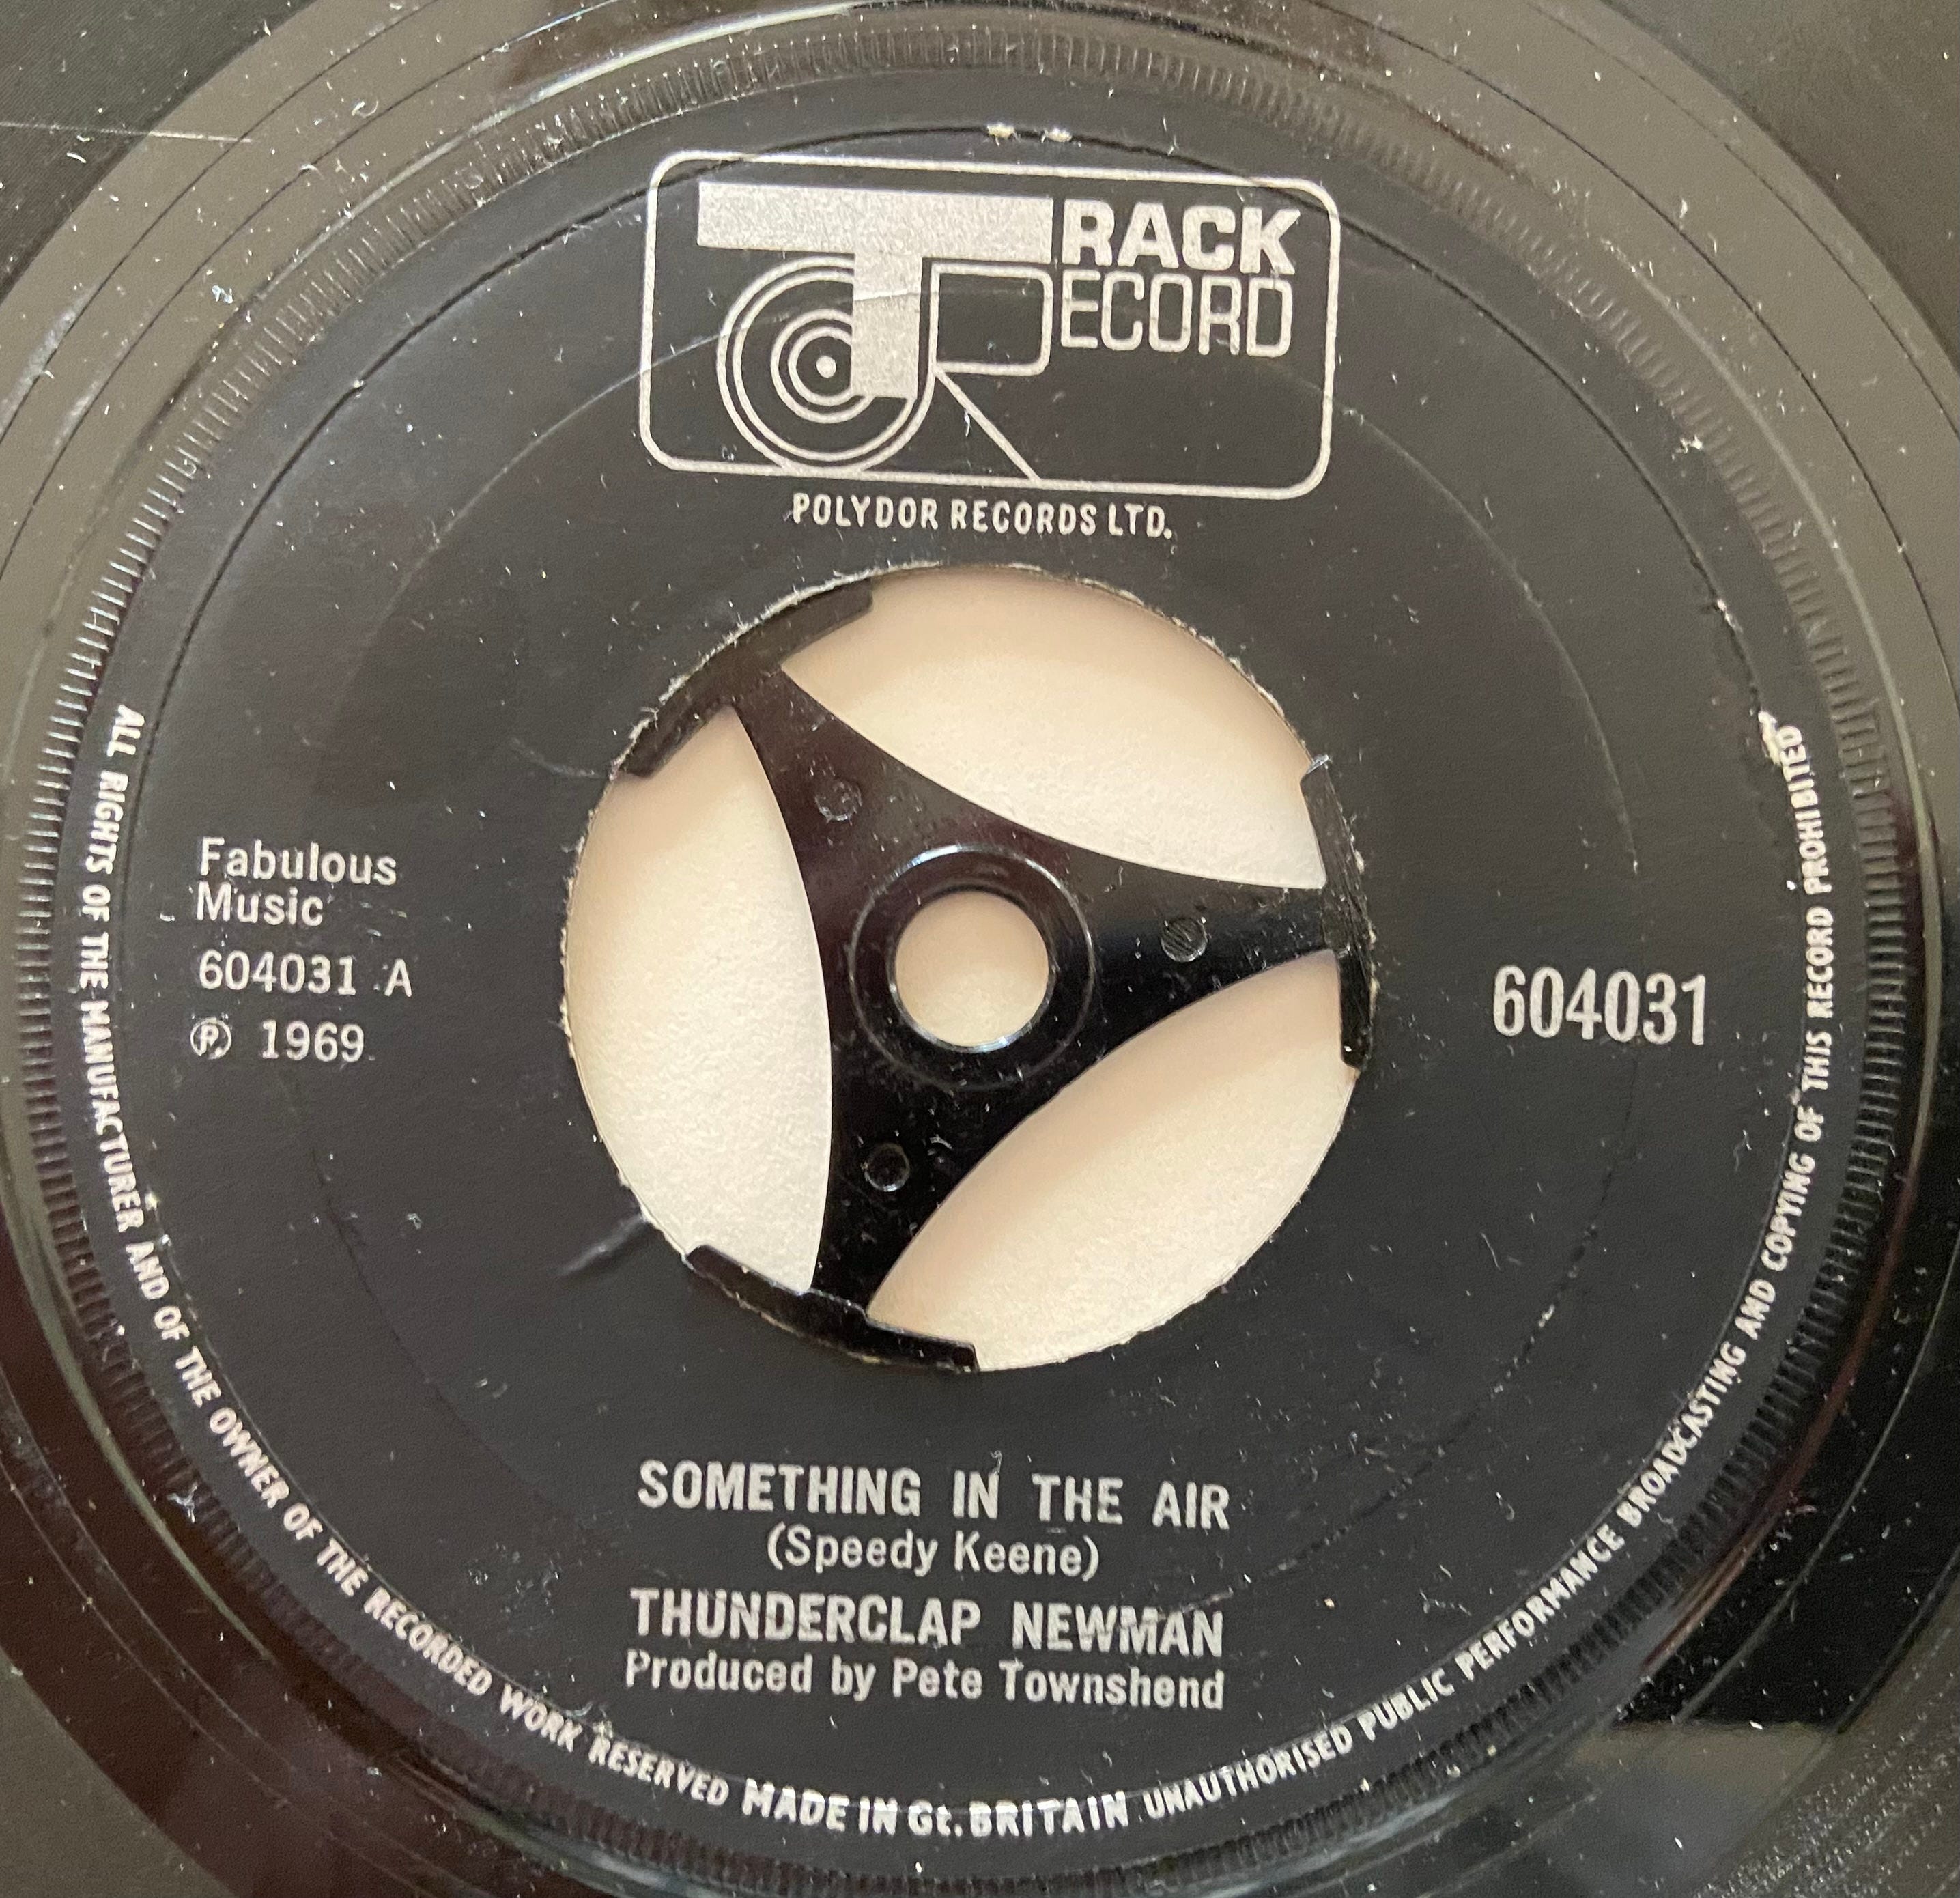 TRACK
RECORD
POLYDOR RECORDS LTD.
Fabulous
Music
604031 A
℗ 1969
604031
SOMETHING IN THE AIR
(Speedy Keene)
THUNDERCLAP NEWMAN
Produced by Pete Townshend
ALL RIGHTS OF THE MANUFACTURER AND OF THE OWNER OF THE RECORDED WORK RESERVED MADE IN Gt. BRITAIN UNAUTHORISED PUBLIC PERFORMANCE BROADCASTING AND COPYING OF THIS RECORD PROHIBITED